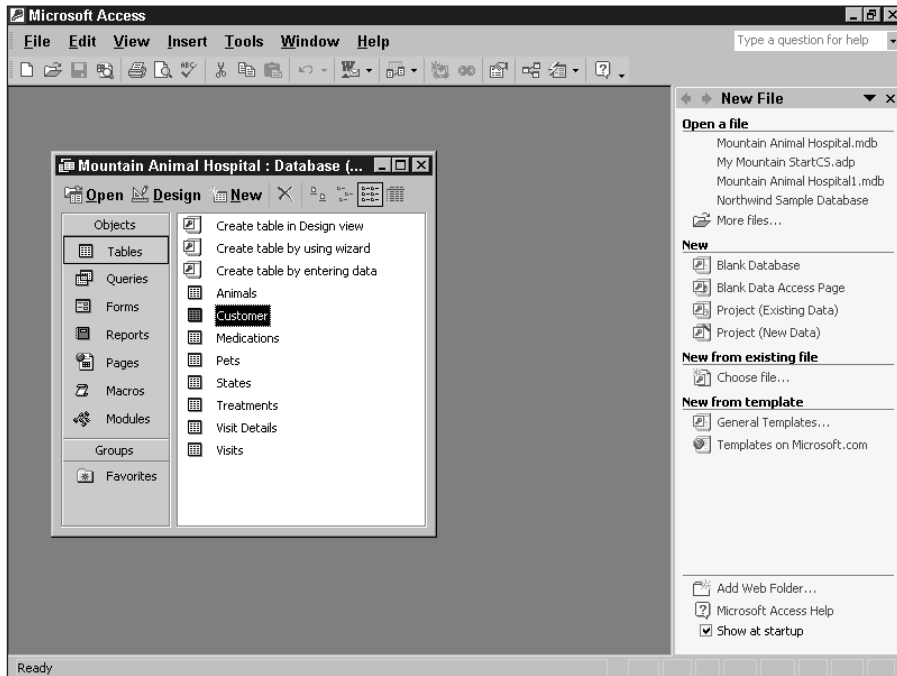 Microsoft Access
File Edit View Insert Tools Window Help
Type a question for help
New File
Open a file
Mountain Animal Hospital.mdb
My Mountain StartCS.adp
Mountain Animal Hospital1.mdb
Northwind Sample Database
More files...
New
Blank Database
Blank Data Access Page
Project (Existing Data)
Project (New Data)
New from existing file
Choose file...
New from template
General Templates...
Templates on Microsoft.com
Add Web Folder...
Microsoft Access Help
Show at startup
Mountain Animal Hospital : Database (...
Open Design New
Objects
Tables
Queries
Forms
Reports
Pages
Macros
Modules
Groups
Favorites
Create table in Design view
Create table by using wizard
Create table by entering data
Animals
Customer
Medications
Pets
States
Treatments
Visit Details
Visits
Ready